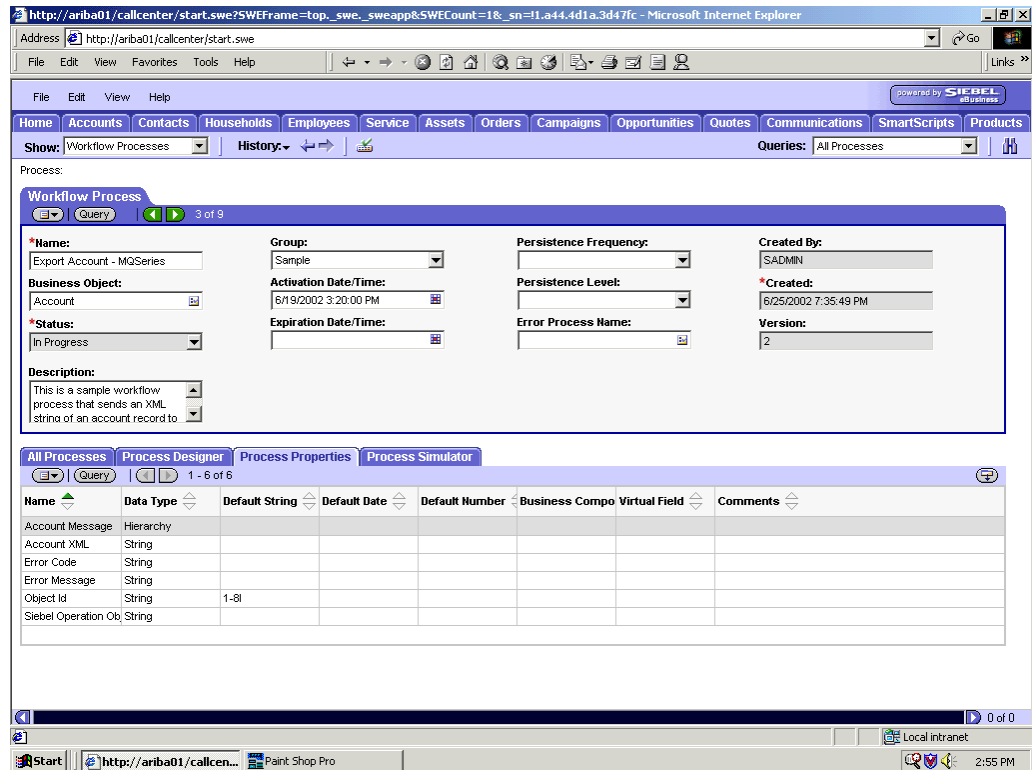 http://ariba01/callcenter/start.swe?SWEFrame=top._swe._sweapp&SWECount=1&_sn=!1.a44.4d1a.3d47fc - Microsoft Internet Explorer
Address http://ariba01/callcenter/start.swe Go
File Edit View Favorites Tools Help Links »
File Edit View Help powered by SIEBEL eBusiness
Home Accounts Contacts Households Employees Service Assets Orders Campaigns Opportunities Quotes Communications SmartScripts Products
Show: Workflow Processes History: Queries: All Processes
Process:
Workflow Process
Query 3 of 9
*Name: Group: Persistence Frequency: Created By:
Export Account - MQSeries Sample SADMIN
Business Object: Activation Date/Time: Persistence Level: *Created:
Account 6/19/2002 3:20:00 PM 6/25/2002 7:35:49 PM
*Status: Expiration Date/Time: Error Process Name: Version:
In Progress 2
Description:
This is a sample workflow
process that sends an XML
string of an account record to
All Processes Process Designer Process Properties Process Simulator
Query 1 - 6 of 6
Name Data Type Default String Default Date Default Number Business Compo Virtual Field Comments
Account Message Hierarchy
Account XML String
Error Code String
Error Message String
Object Id String 1-8I
Siebel Operation Ob String
0 of 0
Local intranet
Start http://ariba01/callcen... Paint Shop Pro 2:55 PM